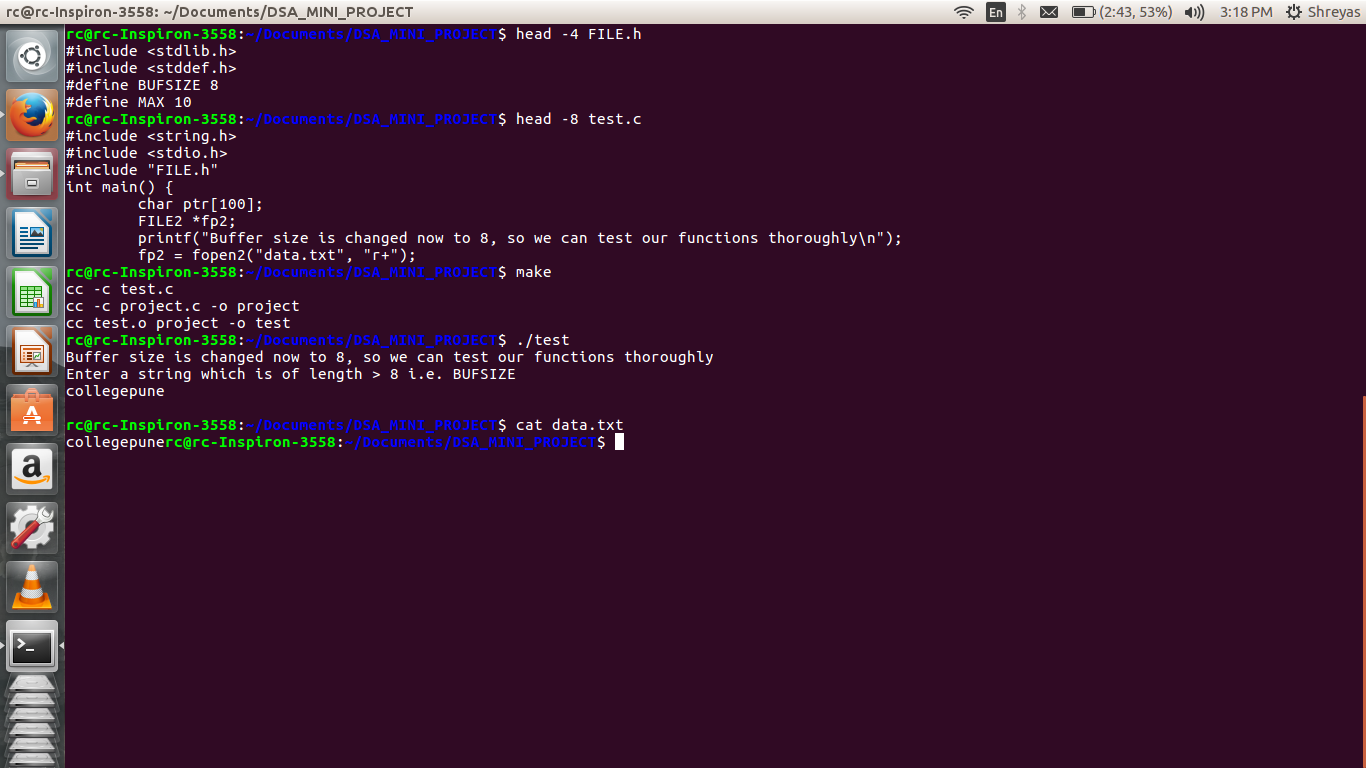 rc@rc-Inspiron-3558: ~/Documents/DSA_MINI_PROJECT En (2:43, 53%) 3:18 PM Shreyas
rc@rc-Inspiron-3558:~/Documents/DSA_MINI_PROJECT$ head -4 FILE.h
#include <stdlib.h>
#include <stddef.h>
#define BUFSIZE 8
#define MAX 10
rc@rc-Inspiron-3558:~/Documents/DSA_MINI_PROJECT$ head -8 test.c
#include <string.h>
#include <stdio.h>
#include "FILE.h"
int main() {
        char ptr[100];
        FILE2 *fp2;
        printf("Buffer size is changed now to 8, so we can test our functions thoroughly\n");
        fp2 = fopen2("data.txt", "r+");
rc@rc-Inspiron-3558:~/Documents/DSA_MINI_PROJECT$ make
cc -c test.c
cc -c project.c -o project
cc test.o project -o test
rc@rc-Inspiron-3558:~/Documents/DSA_MINI_PROJECT$ ./test
Buffer size is changed now to 8, so we can test our functions thoroughly
Enter a string which is of length > 8 i.e. BUFSIZE
collegepune
rc@rc-Inspiron-3558:~/Documents/DSA_MINI_PROJECT$ cat data.txt
collegepunerc@rc-Inspiron-3558:~/Documents/DSA_MINI_PROJECT$